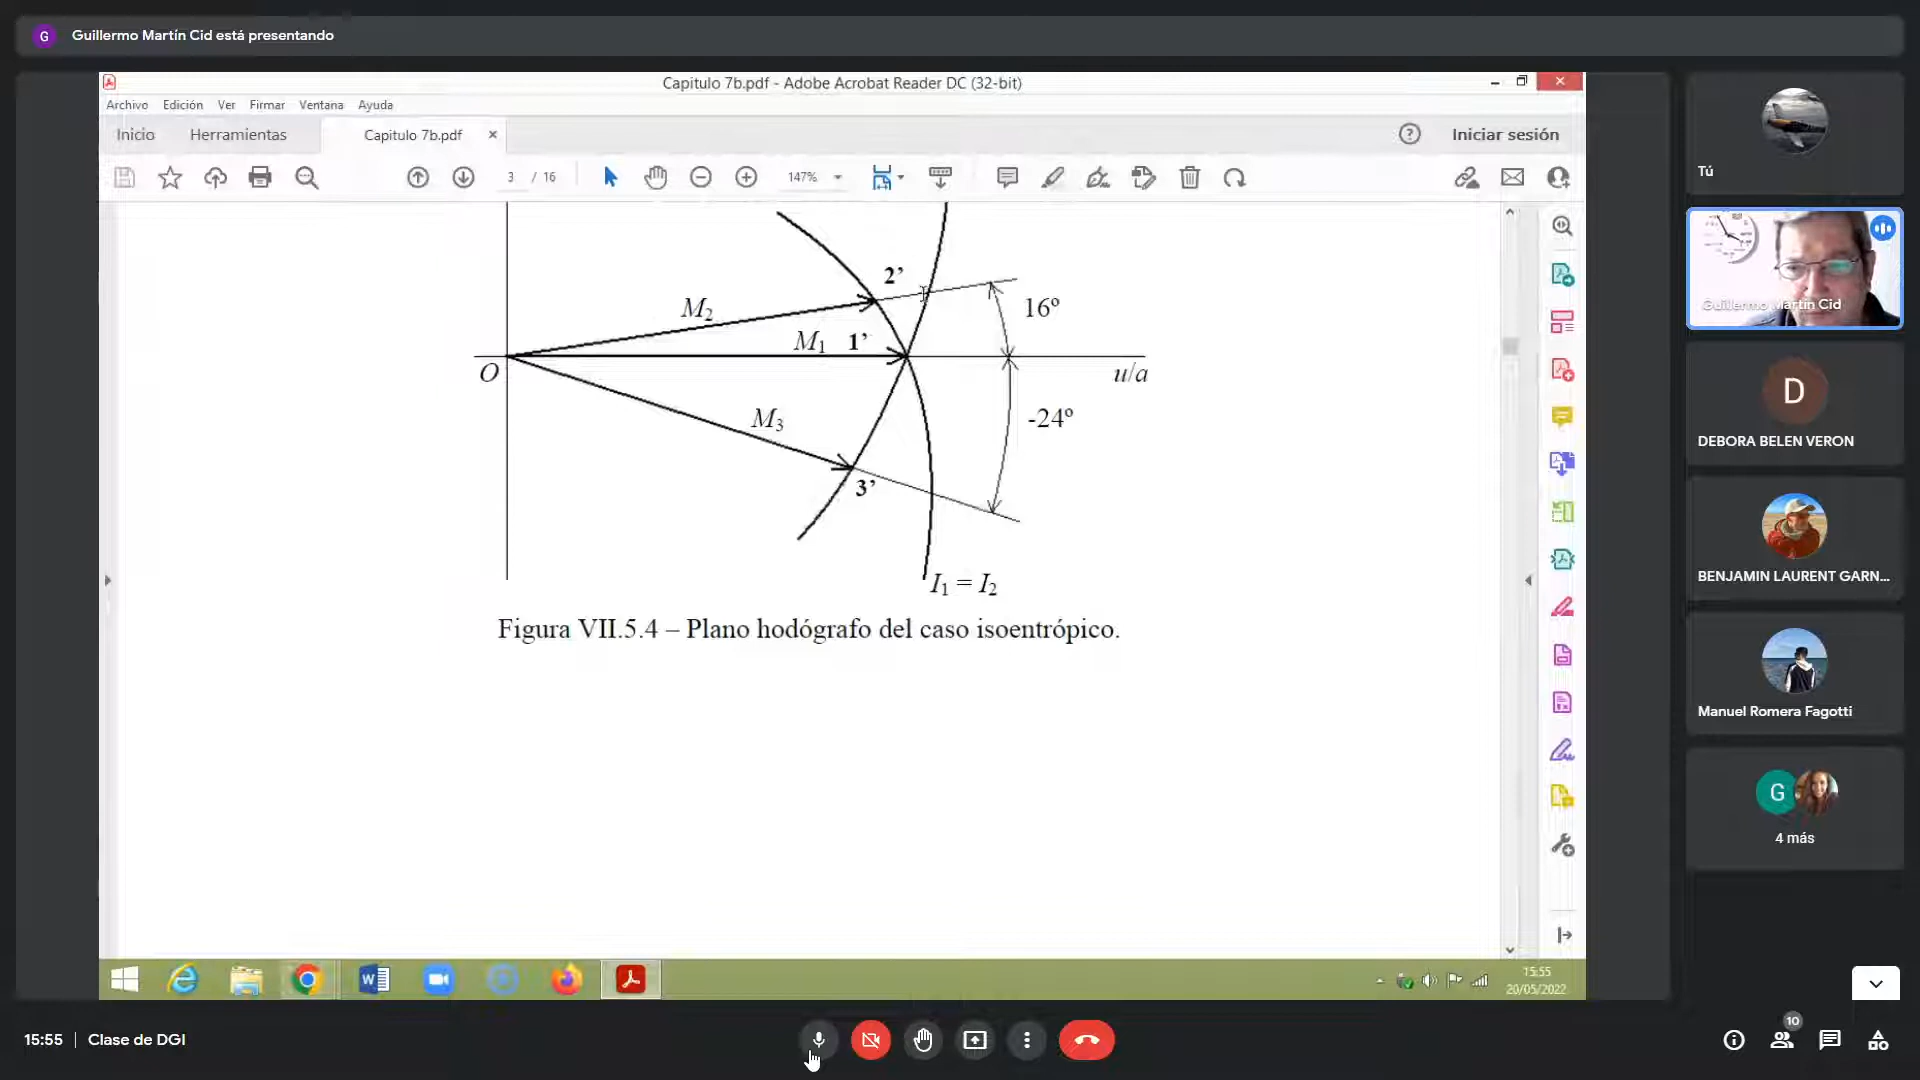 G Guillermo Martín Cid está presentando
Capitulo 7b.pdf - Adobe Acrobat Reader DC (32-bit)
Archivo Edición Ver Firmar Ventana Ayuda
Inicio Herramientas Capitulo 7b.pdf × Iniciar sesión
3 / 16 147%
2’
M2
16º
M1 1’
O u/a
M3
-24º
3’
I1 = I2
Figura VII.5.4 – Plano hodógrafo del caso isoentrópico.
Tú
Guillermo Martín Cid
D
DEBORA BELEN VERON
BENJAMIN LAURENT GARN...
Manuel Romera Fagotti
G
4 más
15:55
20/05/2022
15:55 | Clase de DGI
10